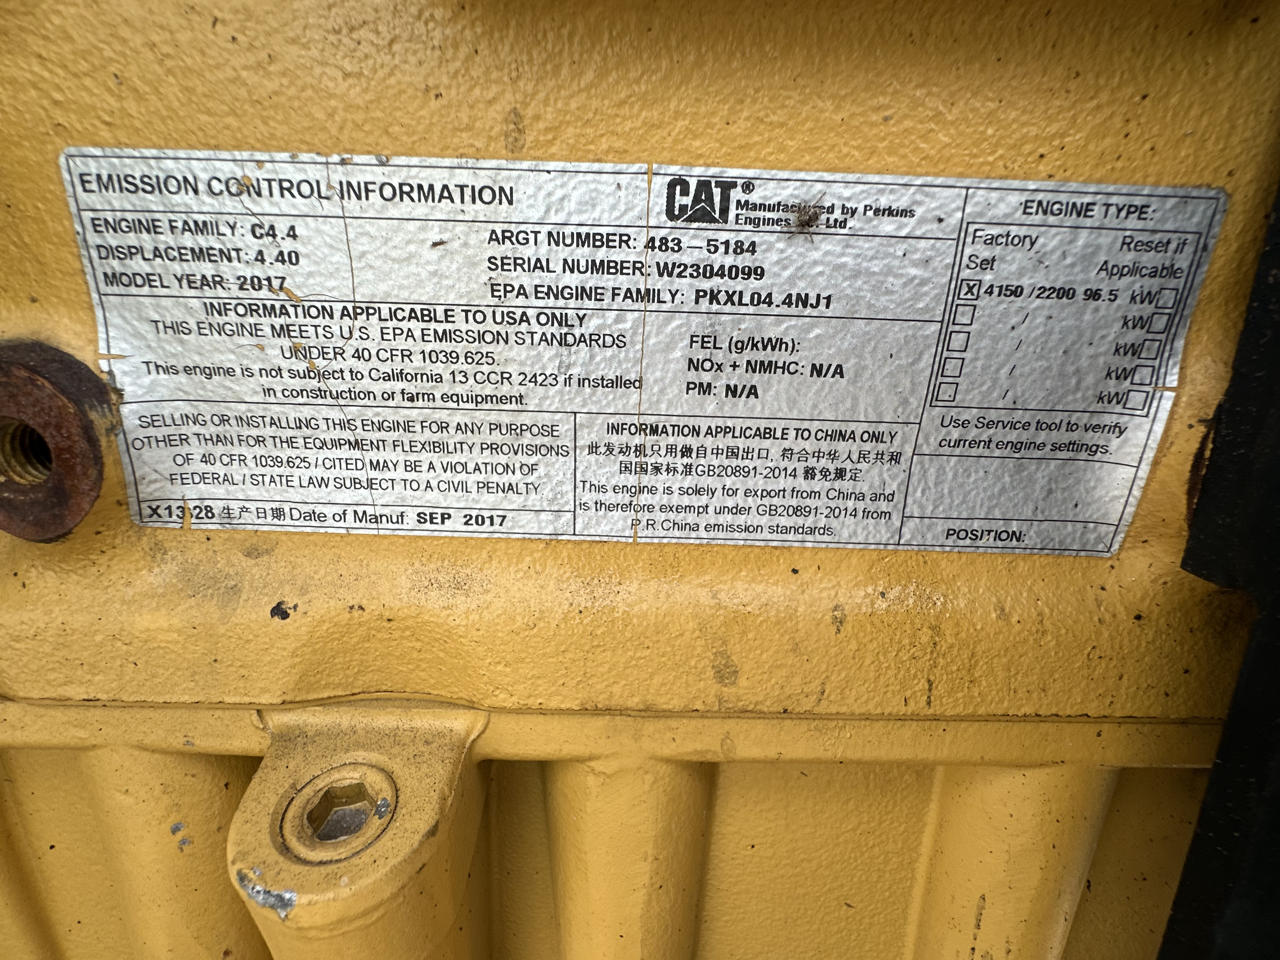 EMISSION CONTROL INFORMATION
CAT®
Manufactured by Perkins
Engines Co. Ltd.
ENGINE FAMILY: C4.4
DISPLACEMENT: 4.40
MODEL YEAR: 2017
ARGT NUMBER: 483-5184
SERIAL NUMBER: W2304099
EPA ENGINE FAMILY: PKXL04.4NJ1
INFORMATION APPLICABLE TO USA ONLY
THIS ENGINE MEETS U.S. EPA EMISSION STANDARDS
UNDER 40 CFR 1039.625.
This engine is not subject to California 13 CCR 2423 if installed
in construction or farm equipment.
FEL (g/kWh):
NOx + NMHC: N/A
PM: N/A
SELLING OR INSTALLING THIS ENGINE FOR ANY PURPOSE
OTHER THAN FOR THE EQUIPMENT FLEXIBILITY PROVISIONS
OF 40 CFR 1039.625 / CITED MAY BE A VIOLATION OF
FEDERAL / STATE LAW SUBJECT TO A CIVIL PENALTY.
生产日期 Date of Manuf: SEP 2017
INFORMATION APPLICABLE TO CHINA ONLY
此发动机只用做自中国出口, 符合中华人民共和
国国家标准GB20891-2014 豁免规定.
This engine is solely for export from China and
is therefore exempt under GB20891-2014 from
P.R.China emission standards.
ENGINE TYPE:
Factory Set
Reset if Applicable
X 4150 /2200 96.5 kW
/ kW
/ kW
/ kW
/ kW
Use Service tool to verify
current engine settings.
POSITION: